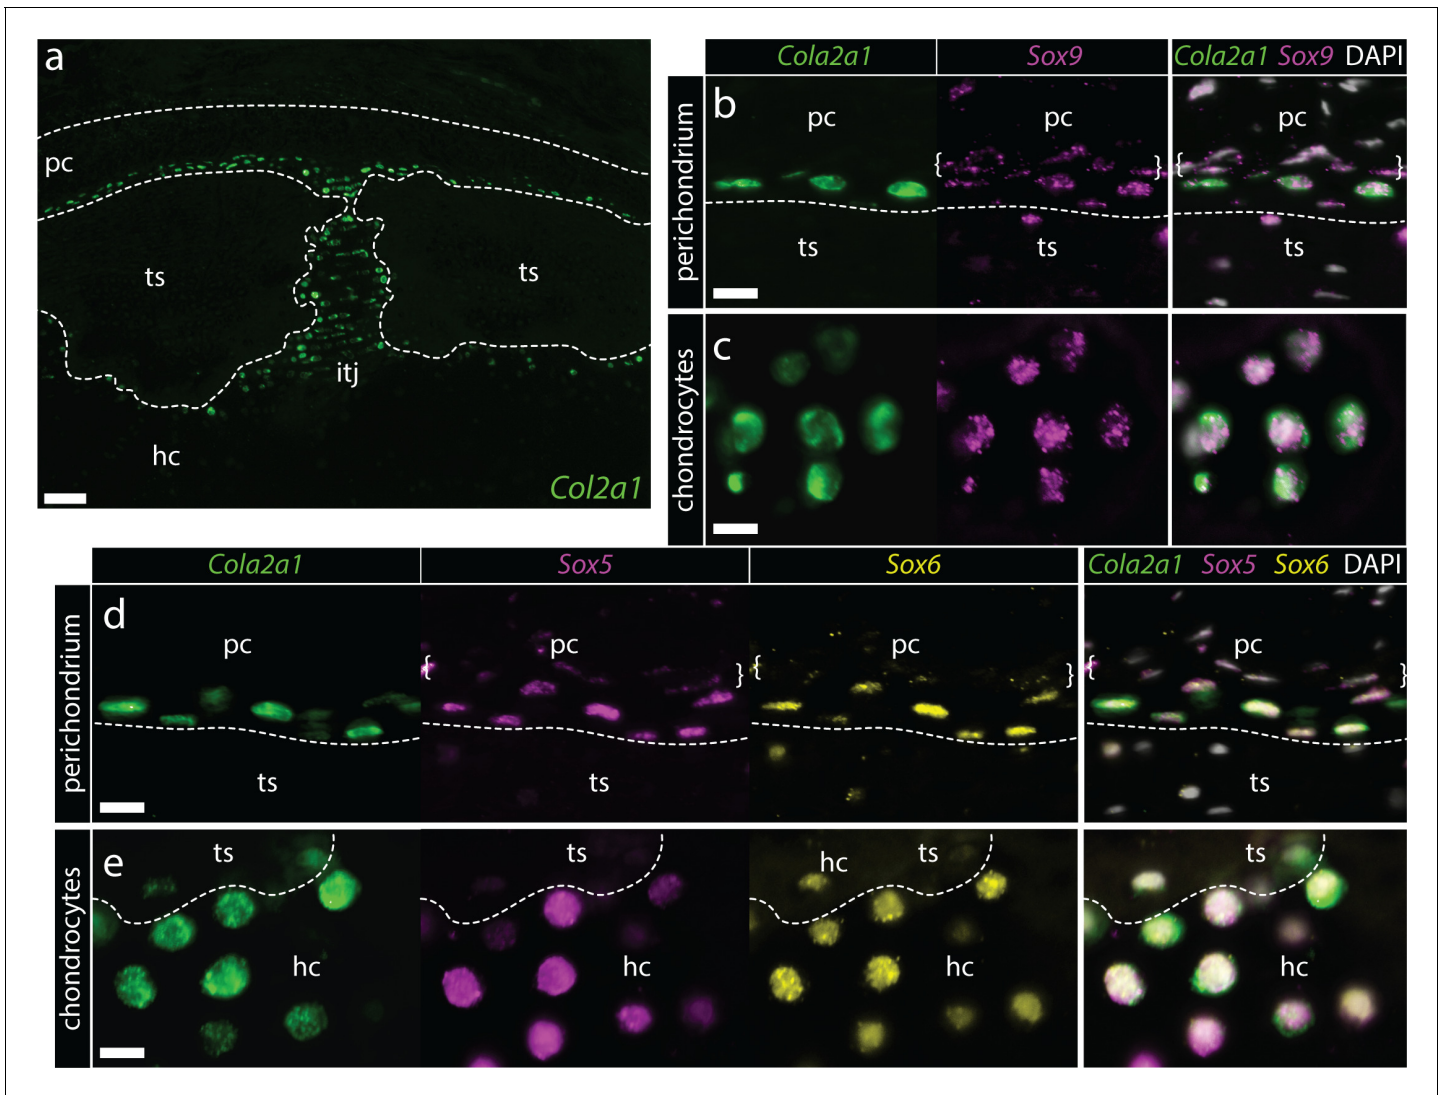 a
pc
ts
ts
itj
hc
Col2a1
Cola2a1
Sox9
Cola2a1 Sox9 DAPI
perichondrium
b
pc
pc
pc
{
}
{
}
ts
ts
ts
chondrocytes
c
Cola2a1
Sox5
Sox6
Cola2a1 Sox5 Sox6 DAPI
perichondrium
d
pc
pc
pc
pc
{
}
{
}
{
}
ts
ts
ts
chondrocytes
e
ts
ts
hc
ts
ts
hc
hc
hc
hc